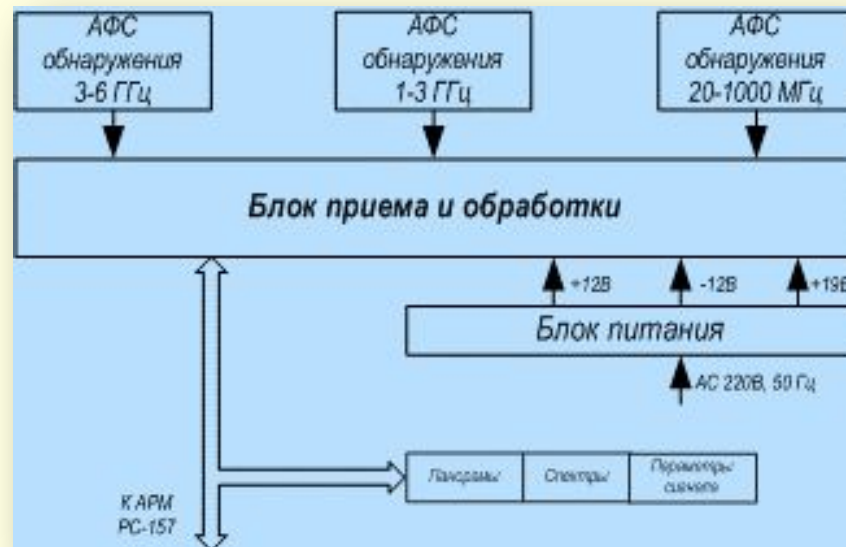 АФС
обнаружения
3-6 ГГц
АФС
обнаружения
1-3 ГГц
АФС
обнаружения
20-1000 МГц
Блок приема и обработки
+12В
-12В
+19В
Блок питания
АС 220В, 50 Гц
Панорамы
Спектры
Параметры
сигнала
К АРМ
РС-157